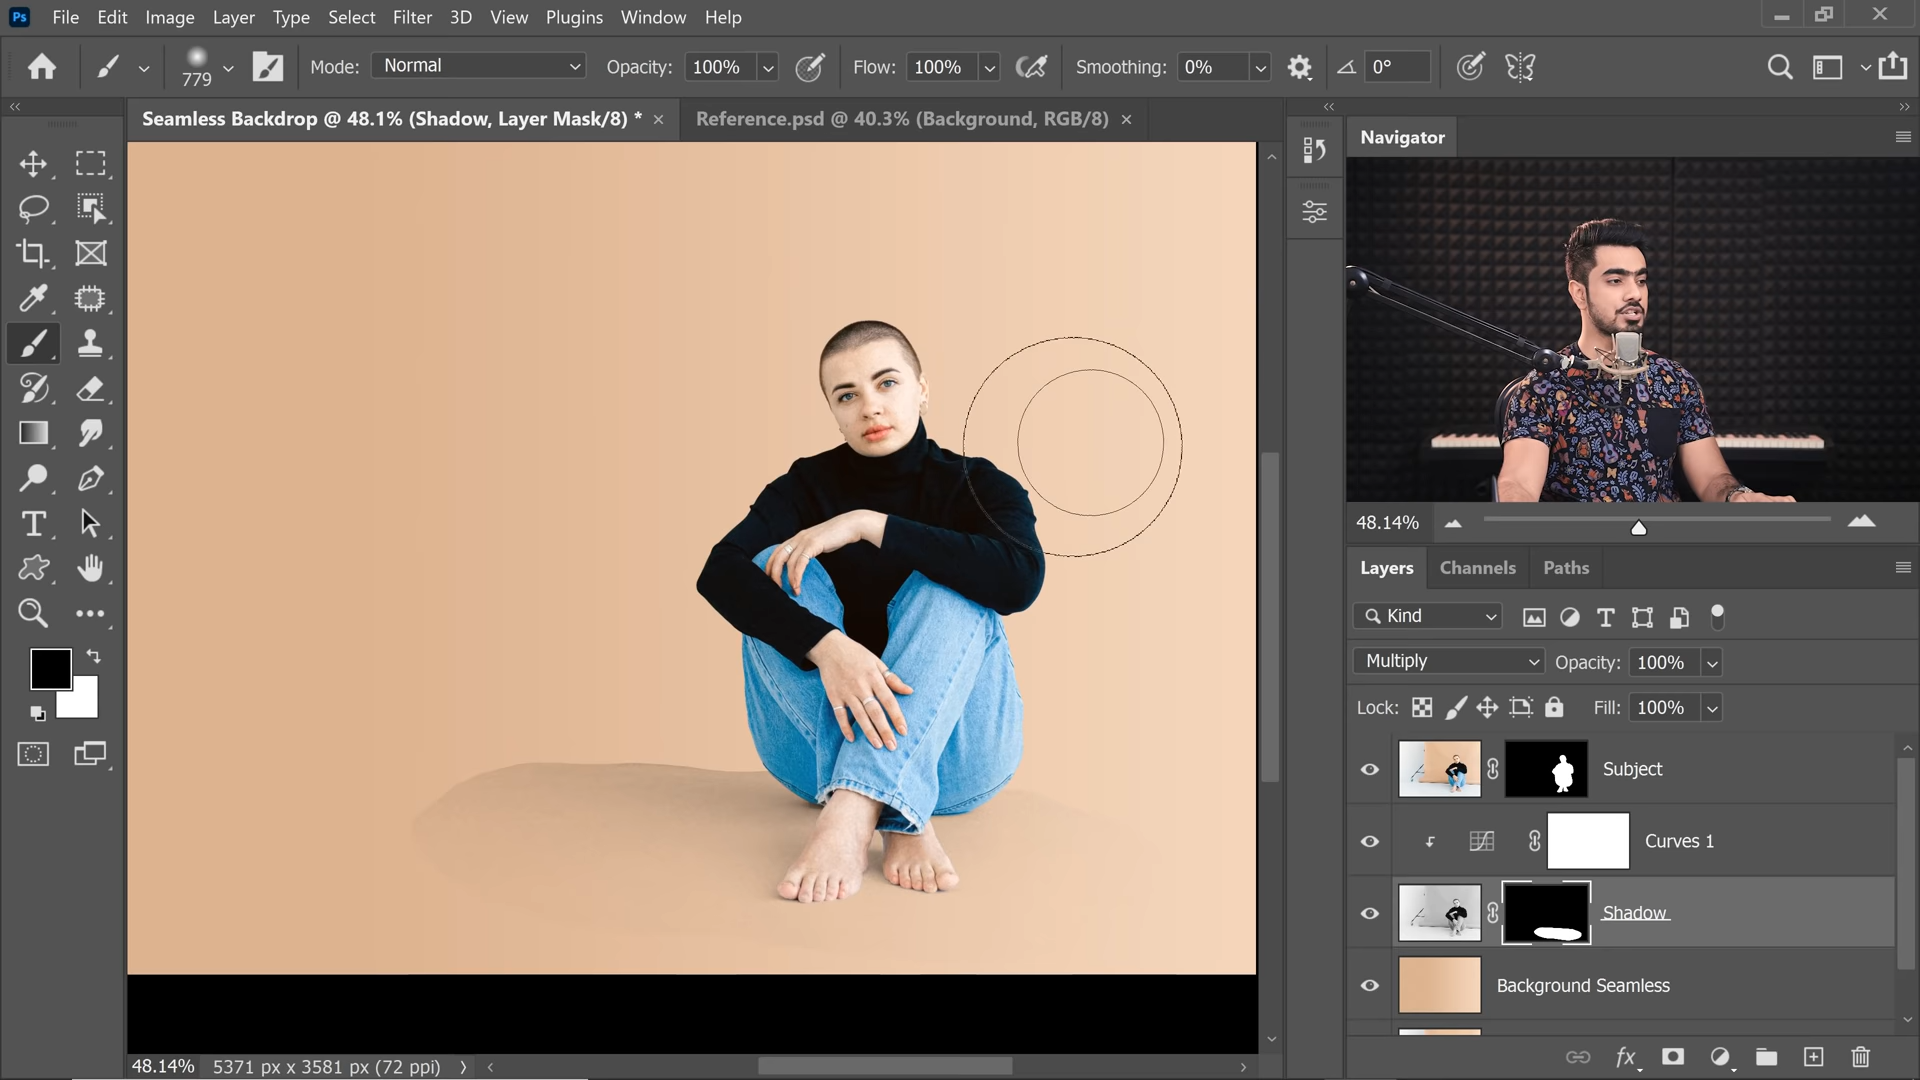 Ps File Edit Image Layer Type Select Filter 3D View Plugins Window Help
779 Mode: Normal Opacity: 100% Flow: 100% Smoothing: 0% 0°
Seamless Backdrop @ 48.1% (Shadow, Layer Mask/8) * × Reference.psd @ 40.3% (Background, RGB/8) ×
Navigator
48.14%
Layers Channels Paths
Kind
Multiply Opacity: 100%
Lock: Fill: 100%
Subject
Curves 1
Shadow
Background Seamless
fx
48.14% 5371 px x 3581 px (72 ppi)